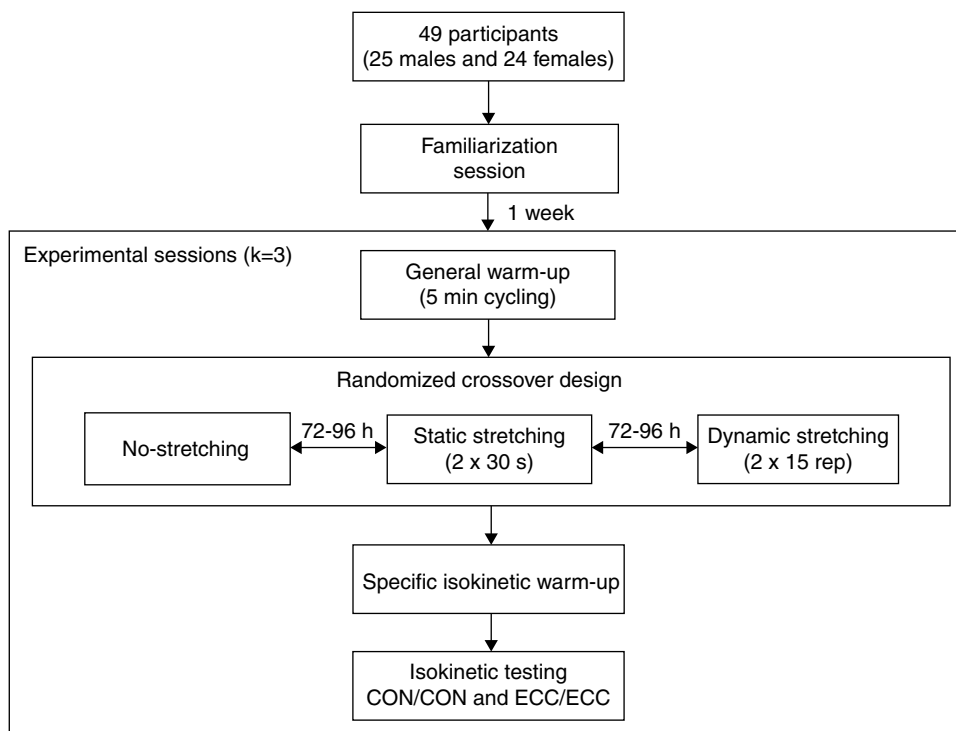 49 participants
(25 males and 24 females)
Familiarization
session
1 week
Experimental sessions (k=3)
General warm-up
(5 min cycling)
Randomized crossover design
No-stretching
72-96 h
Static stretching
(2 x 30 s)
72-96 h
Dynamic stretching
(2 x 15 rep)
Specific isokinetic warm-up
Isokinetic testing
CON/CON and ECC/ECC